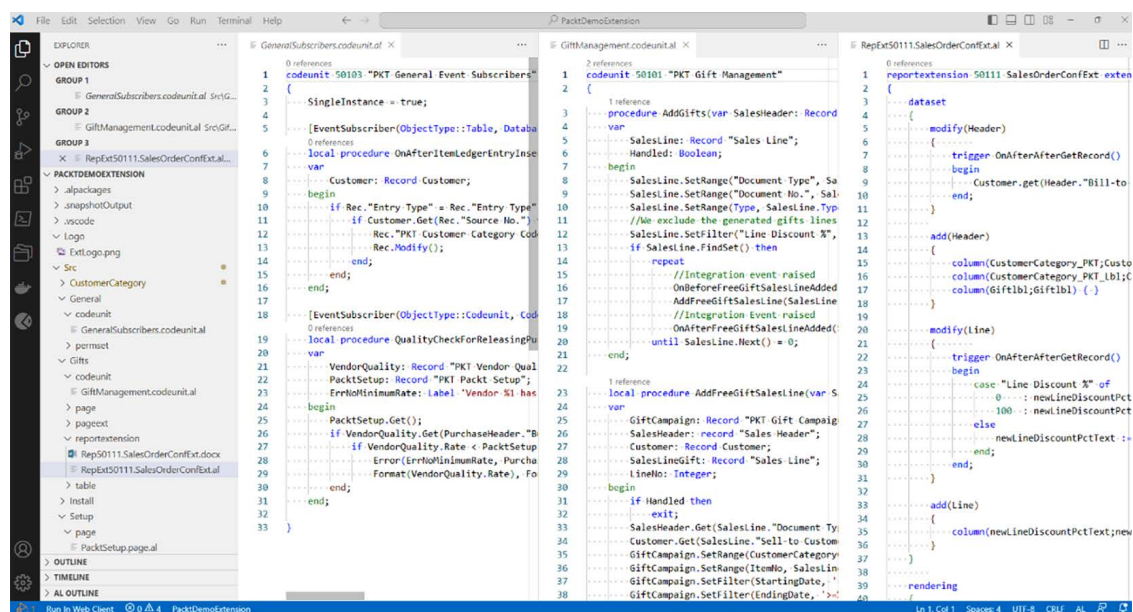 File Edit Selection View Go Run Terminal Help
PacktDemoExtension
EXPLORER
OPEN EDITORS
GROUP 1
GeneralSubscribers.codeunit.al Src\G...
GROUP 2
GiftManagement.codeunit.al Src\Gif...
GROUP 3
RepExt50111.SalesOrderConfExt.al...
PACKTDEMOEXTENSION
.alpackages
.snapshotOutput
.vscode
Logo
ExtLogo.png
Src
CustomerCategory
General
codeunit
GeneralSubscribers.codeunit.al
permset
Gifts
codeunit
GiftManagement.codeunit.al
page
pageext
reportextension
Rep50111.SalesOrderConfExt.docx
RepExt50111.SalesOrderConfExt.al
table
Install
Setup
page
PacktSetup.page.al
OUTLINE
TIMELINE
AL OUTLINE
GeneralSubscribers.codeunit.al
0 references
1 codeunit 50103 "PKT General Event Subscribers"
2 {
3 SingleInstance = true;
4
5 [EventSubscriber(ObjectType::Table, Databa
0 references
6 local procedure OnAfterItemLedgerEntryInse
7 var
8 Customer: Record Customer;
9 begin
10 if Rec."Entry Type" = Rec."Entry Type"
11 if Customer.Get(Rec."Source No.")
12 Rec."PKT Customer Category Cod
13 Rec.Modify();
14 end;
15 end;
16 end;
17
18 [EventSubscriber(ObjectType::Codeunit, Cod
0 references
19 local procedure QualityCheckForReleasingPu
20 var
21 VendorQuality: Record "PKT Vendor Qual
22 PacktSetup: Record "PKT Packt Setup";
23 ErrNoMinimumRate: Label 'Vendor %1 has
24 begin
25 PacktSetup.Get();
26 if VendorQuality.Get(PurchaseHeader."B
27 if VendorQuality.Rate < PacktSetup
28 Error(ErrNoMinimumRate, Purcha
29 Format(VendorQuality.Rate), Fo
30 end;
31 end;
32
33 }
GiftManagement.codeunit.al
2 references
1 codeunit 50101 "PKT Gift Management"
2 {
1 reference
3 procedure AddGifts(var SalesHeader: Record
4 var
5 SalesLine: Record "Sales Line";
6 Handled: Boolean;
7 begin
8 SalesLine.SetRange("Document Type", Sa
9 SalesLine.SetRange("Document No.", Sal
10 SalesLine.SetRange(Type, SalesLine.Typ
11 //We exclude the generated gifts lines
12 SalesLine.SetFilter("Line Discount %",
13 if SalesLine.FindSet() then
14 repeat
15 //Integration event raised
16 OnBeforeFreeGiftSalesLineAdded
17 AddFreeGiftSalesLine(SalesLine
18 //Integration Event raised
19 OnAfterFreeGiftSalesLineAdded(
20 until SalesLine.Next() = 0;
21 end;
22
1 reference
23 local procedure AddFreeGiftSalesLine(var S
24 var
25 GiftCampaign: Record "PKT Gift Campaig
26 SalesHeader: record "Sales Header";
27 Customer: Record Customer;
28 SalesLineGift: Record "Sales Line";
29 LineNo: Integer;
30 begin
31 if Handled then
32 exit;
33 SalesHeader.Get(SalesLine."Document Ty
34 Customer.Get(SalesLine."Sell-to Custom
35 GiftCampaign.SetRange(CustomerCategory
36 GiftCampaign.SetRange(ItemNo, SalesLin
37 GiftCampaign.SetFilter(StartingDate, '
38 GiftCampaign.SetFilter(EndingDate, '>=
RepExt50111.SalesOrderConfExt.al
0 references
1 reportextension 50111 SalesOrderConfExt exten
2 {
3 dataset
4 {
5 modify(Header)
6 {
7 trigger OnAfterAfterGetRecord()
8 begin
9 Customer.get(Header."Bill-to
10 end;
11 }
12
13 add(Header)
14 {
15 column(CustomerCategory_PKT;Custo
16 column(CustomerCategory_PKT_Lbl;C
17 column(Giftlbl;Giftlbl) { }
18 }
19
20 modify(Line)
21 {
22 trigger OnAfterAfterGetRecord()
23 begin
24 case "Line Discount %" of
25 0 : newLineDiscountPct
26 100 : newLineDiscountPct
27 else
28 newLineDiscountPctText :=
29 end;
30 end;
31 }
32
33 add(Line)
34 {
35 column(newLineDiscountPctText;new
36 }
37 }
38
39 rendering
40 {
Run In Web Client 0 4 PacktDemoExtension
Ln 1, Col 1 Spaces: 4 UTF-8 CRLF AL